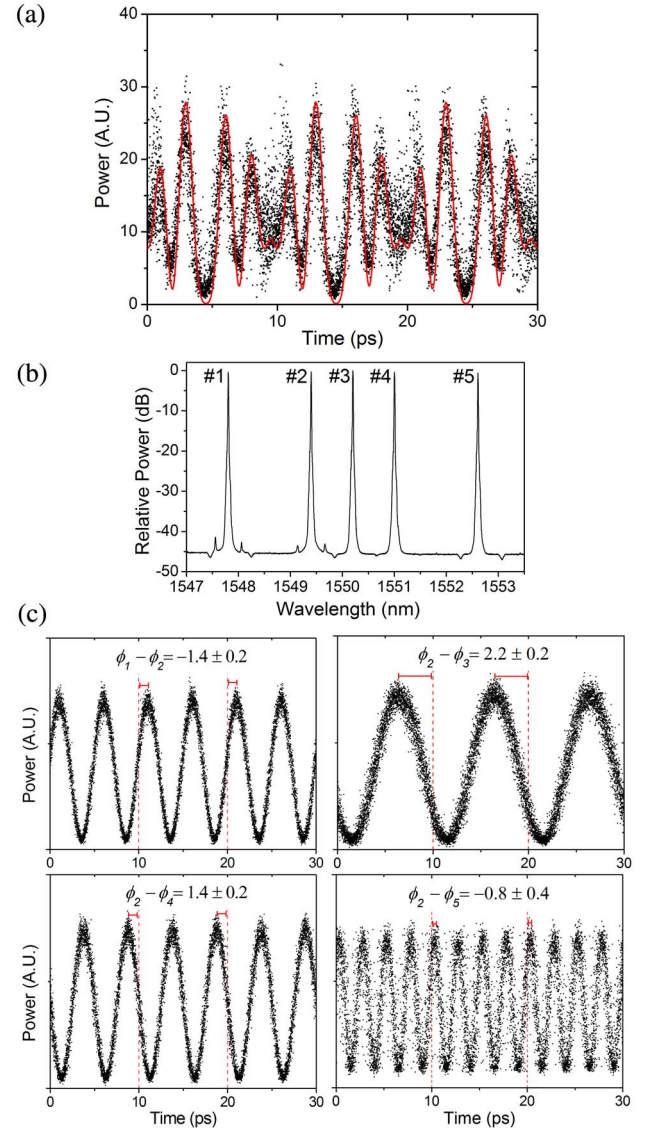 (a)
40
30
20
10
0
Power (A.U.)
0 10 20 30
Time (ps)
(b)
#1 #2 #3 #4 #5
0
-10
-20
-30
-40
-50
Relative Power (dB)
1547 1548 1549 1550 1551 1552 1553
Wavelength (nm)
(c)
ϕ1 − ϕ2 = −1.4 ± 0.2
Power (A.U.)
0 10 20 30
ϕ2 − ϕ3 = 2.2 ± 0.2
0 10 20 30
ϕ2 − ϕ4 = 1.4 ± 0.2
Power (A.U.)
0 10 20 30
Time (ps)
ϕ2 − ϕ5 = −0.8 ± 0.4
0 10 20 30
Time (ps)